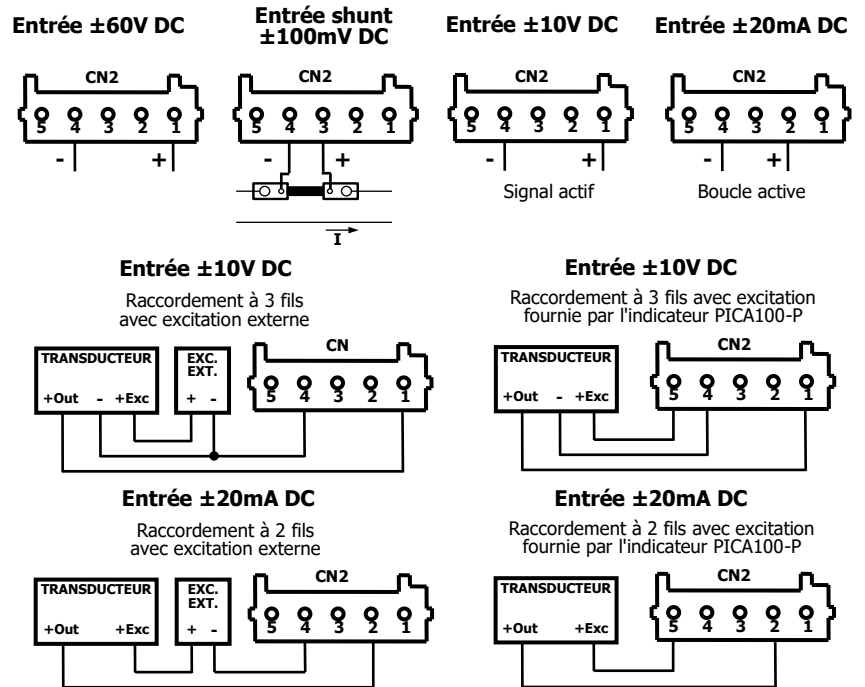 Entrée ±60V DC
CN2
5 4 3 2 1
- +
Entrée shunt
±100mV DC
CN2
5 4 3 2 1
- +
I
Entrée ±10V DC
CN2
5 4 3 2 1
- +
Signal actif
Entrée ±20mA DC
CN2
5 4 3 2 1
- +
Boucle active
Entrée ±10V DC
Raccordement à 3 fils
avec excitation externe
TRANSDUCTEUR
+Out - +Exc
EXC.
EXT.
+ -
CN
5 4 3 2 1
Entrée ±10V DC
Raccordement à 3 fils avec excitation
fournie par l'indicateur PICA100-P
TRANSDUCTEUR
+Out - +Exc
CN2
5 4 3 2 1
Entrée ±20mA DC
Raccordement à 2 fils
avec excitation externe
TRANSDUCTEUR
+Out +Exc
EXC.
EXT.
+ -
CN2
5 4 3 2 1
Entrée ±20mA DC
Raccordement à 2 fils avec excitation
fournie par l'indicateur PICA100-P
TRANSDUCTEUR
+Out +Exc
CN2
5 4 3 2 1